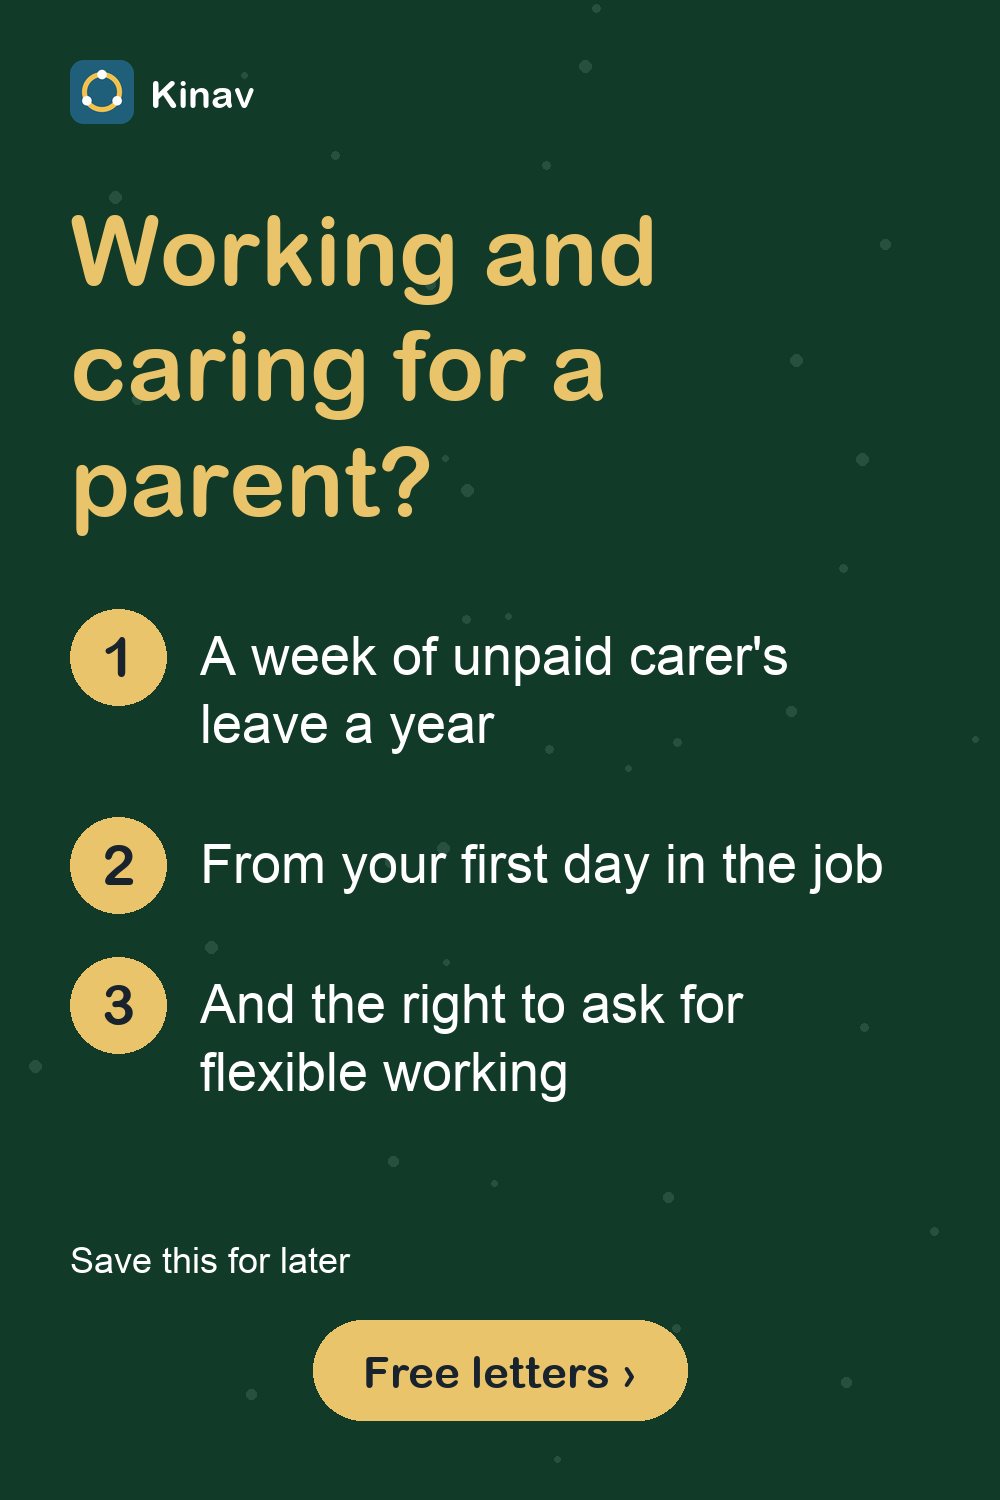 Kinav
Working and
caring for a
parent?
1
A week of unpaid carer's
leave a year
2
From your first day in the job
3
And the right to ask for
flexible working
Save this for later
Free letters ›